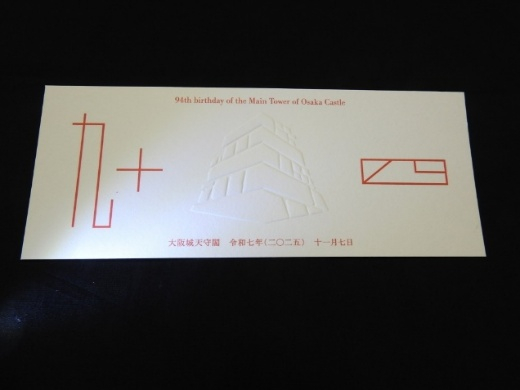 94th birthday of the Main Tower of Osaka Castle
九十四
大阪城天守閣　令和七年(二〇二五)　十一月七日